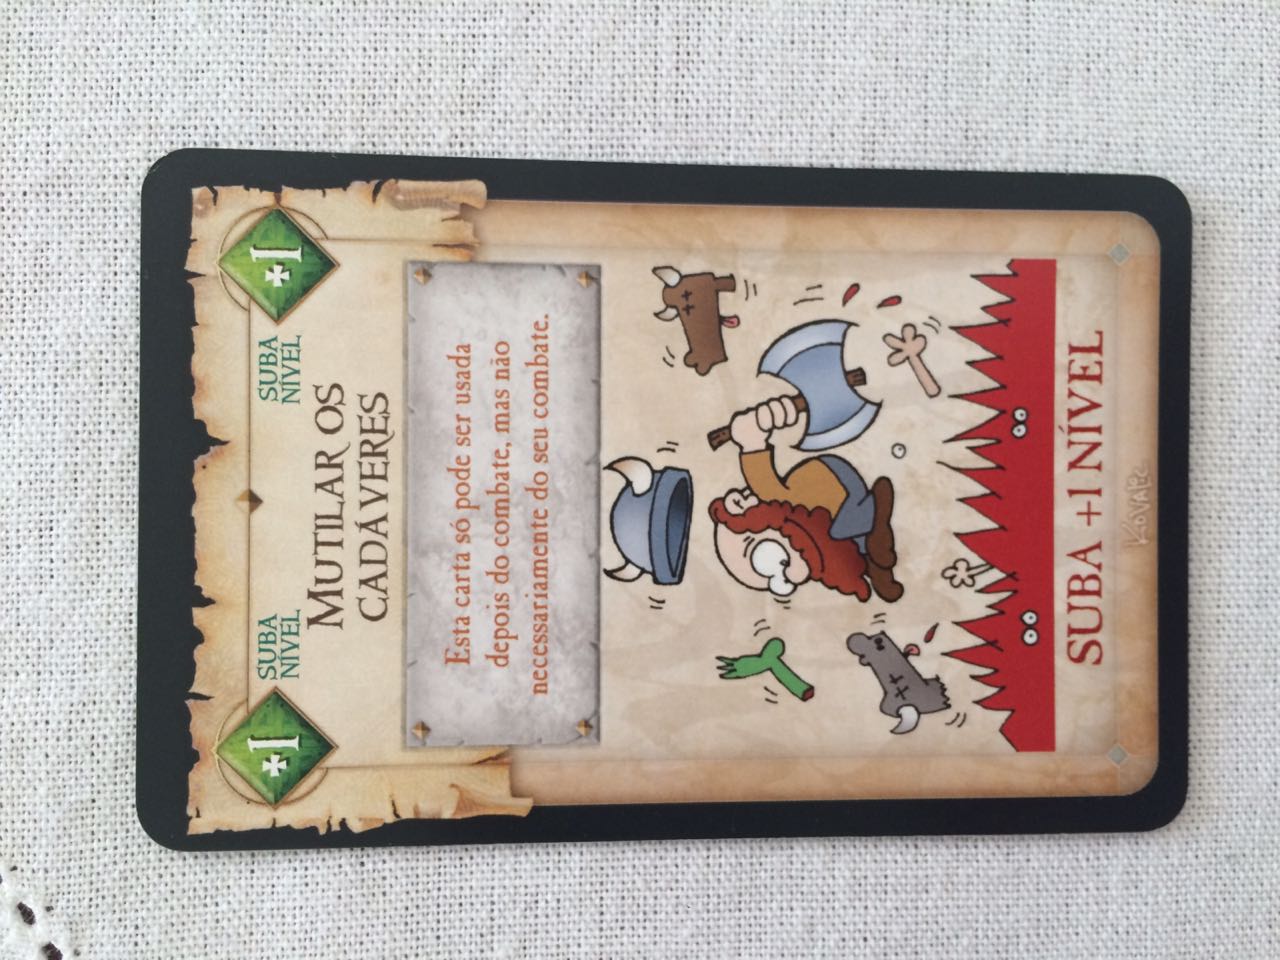 +1
SUBA
NÍVEL
SUBA
NÍVEL
+1
MUTILAR OS
CADÁVERES
Esta carta só pode ser usada
depois do combate, mas não
necessariamente do seu combate.
SUBA +1 NÍVEL
KOVALIC